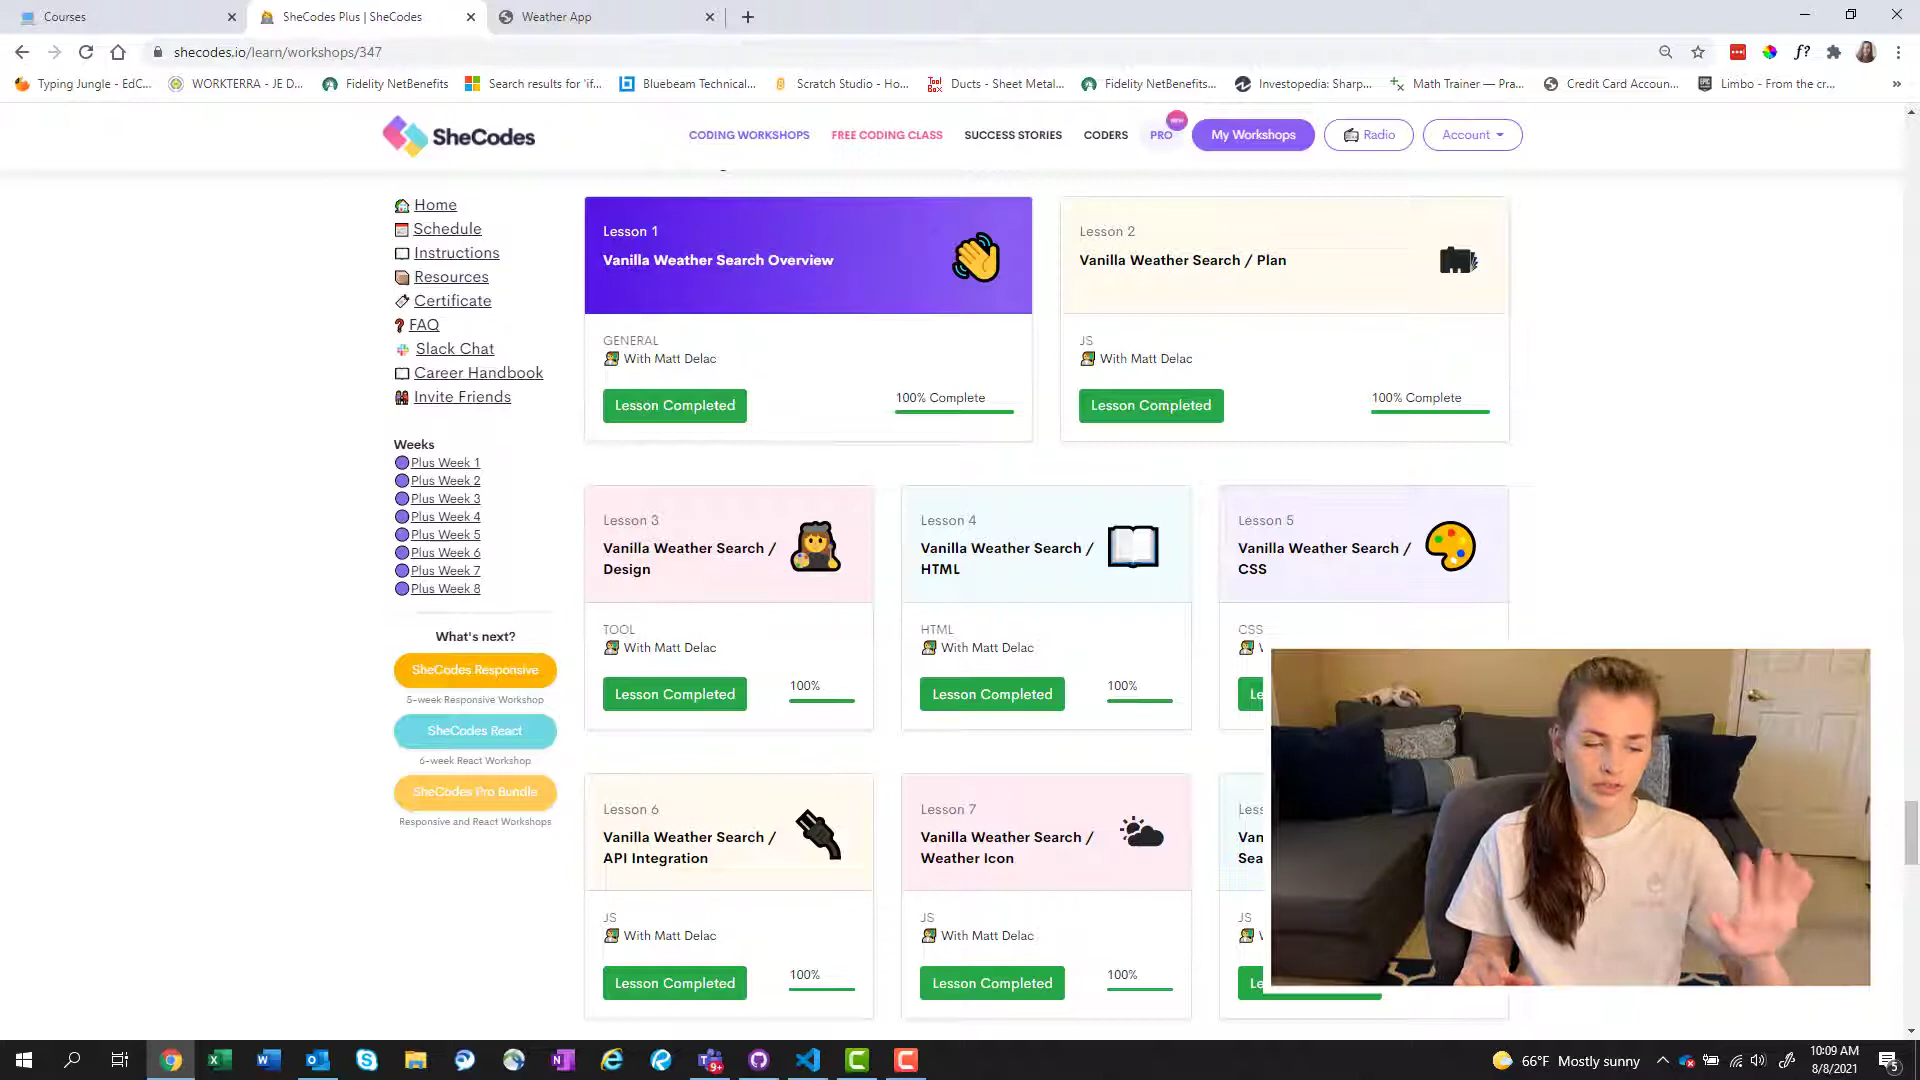 Courses
SheCodes Plus | SheCodes
Weather App
shecodes.io/learn/workshops/347
Typing Jungle - EdC...
WORKTERRA - JE D...
Fidelity NetBenefits
Search results for 'if...
Bluebeam Technical...
Scratch Studio - Ho...
Ducts - Sheet Metal...
Fidelity NetBenefits...
Investopedia: Sharp...
Math Trainer — Pra...
Credit Card Accoun...
Limbo - From the cr...
SheCodes
CODING WORKSHOPS
FREE CODING CLASS
SUCCESS STORIES
CODERS
PRO
My Workshops
Radio
Account
Home
Schedule
Instructions
Resources
Certificate
FAQ
Slack Chat
Career Handbook
Invite Friends
Weeks
Plus Week 1
Plus Week 2
Plus Week 3
Plus Week 4
Plus Week 5
Plus Week 6
Plus Week 7
Plus Week 8
What's next?
SheCodes Responsive
5-week Responsive Workshop
SheCodes React
6-week React Workshop
SheCodes Pro Bundle
Responsive and React Workshops
Lesson 1
Vanilla Weather Search Overview
GENERAL
With Matt Delac
Lesson Completed
100% Complete
Lesson 2
Vanilla Weather Search / Plan
JS
With Matt Delac
Lesson Completed
100% Complete
Lesson 3
Vanilla Weather Search /
Design
TOOL
With Matt Delac
Lesson Completed
100%
Lesson 4
Vanilla Weather Search /
HTML
HTML
With Matt Delac
Lesson Completed
100%
Lesson 5
Vanilla Weather Search /
CSS
CSS
Lesson 6
Vanilla Weather Search /
API Integration
JS
With Matt Delac
Lesson Completed
100%
Lesson 7
Vanilla Weather Search /
Weather Icon
JS
With Matt Delac
Lesson Completed
100%
JS
66°F Mostly sunny
10:09 AM
8/8/2021